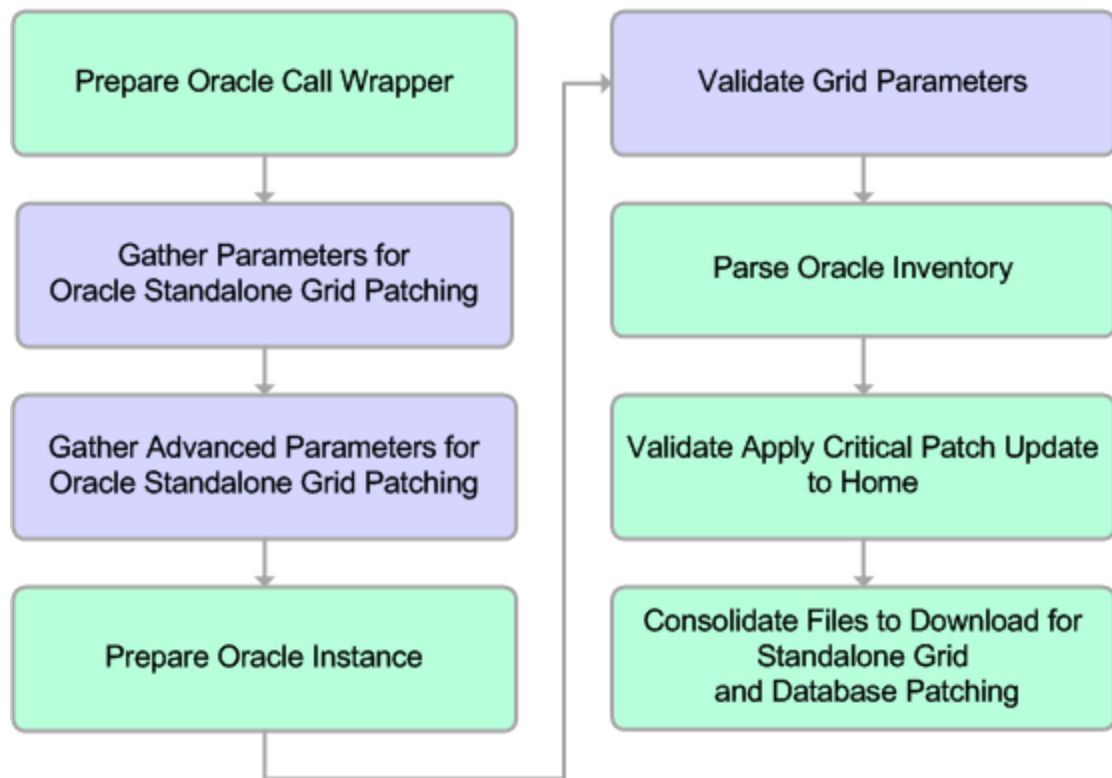 Prepare Oracle Call Wrapper
Gather Parameters for
Oracle Standalone Grid Patching
Gather Advanced Parameters for
Oracle Standalone Grid Patching
Prepare Oracle Instance
Validate Grid Parameters
Parse Oracle Inventory
Validate Apply Critical Patch Update
to Home
Consolidate Files to Download for
Standalone Grid
and Database Patching